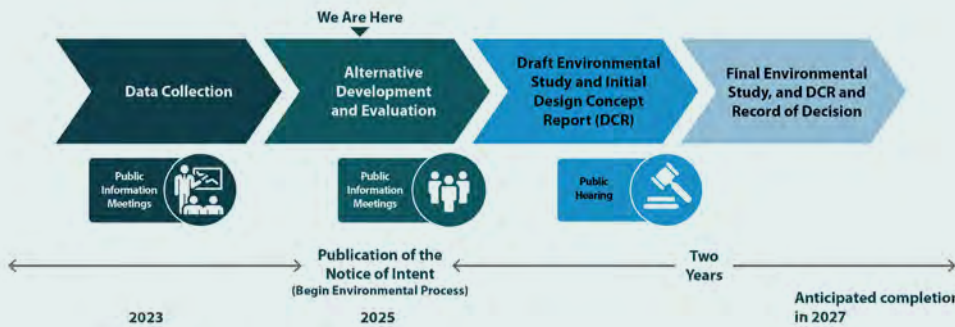 We Are Here
Data Collection
Alternative
Development
and Evaluation
Draft Environmental
Study and Initial
Design Concept
Report (DCR)
Final Environmental
Study, and DCR and
Record of Decision
Public
Information
Meetings
Public
Information
Meetings
Public
Hearing
Publication of the
Notice of Intent
(Begin Environmental Process)
Two
Years
2023
2025
Anticipated completion
in 2027